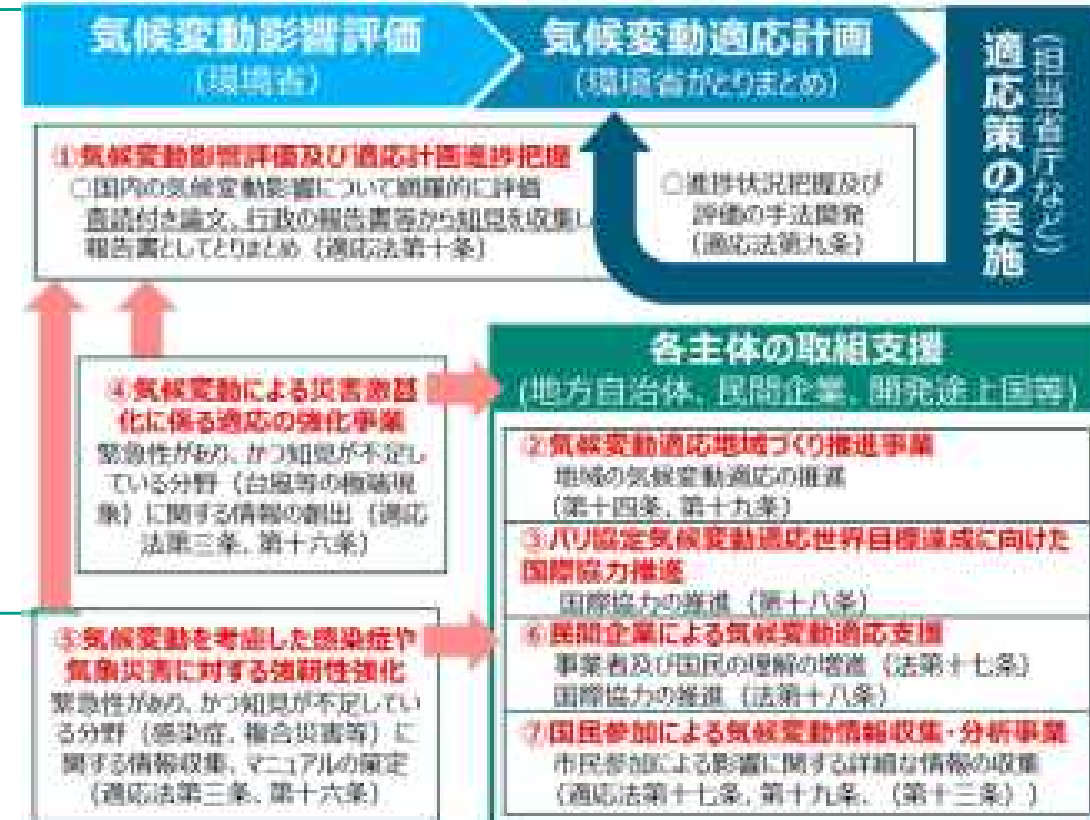 気候変動影響評価
(環境省)
気候変動適応計画
(環境省がとりまとめ)
適応策の実施
(担当省庁など)
①気候変動影響評価及び適応計画進捗把握
○国内の気候変動影響について網羅的に評価
査読付き論文、行政の報告書等から知見を収集し
報告書としてとりまとめ（適応法第十条）
○進捗状況把握及び
評価の手法開発
(適応法第九条)
④気候変動による災害激甚
化に係る適応の強化事業
緊急性があり、かつ知見が不足し
ている分野（台風等の極端現
象）に関する情報の創出（適応
法第三条、第十六条）
⑤気候変動を考慮した感染症や
気象災害に対する強靭性強化
緊急性があり、かつ知見が不足してい
る分野（感染症、複合災害等）に
関する情報収集、マニュアルの策定
（適応法第三条、第十六条）
各主体の取組支援
(地方自治体、民間企業、開発途上国等)
②気候変動適応地域づくり推進事業
地域の気候変動適応の推進
(第十四条、第十九条)
③パリ協定気候変動適応世界目標達成に向けた
国際協力推進
国際協力の推進（第十八条）
⑥民間企業による気候変動適応支援
事業者及び国民の理解の増進（法第十七条）
国際協力の推進（法第十八条）
⑦国民参加による気候変動情報収集・分析事業
市民参加による影響に関する詳細な情報の収集
（適応法第十七条、第十九条、（第十三条））